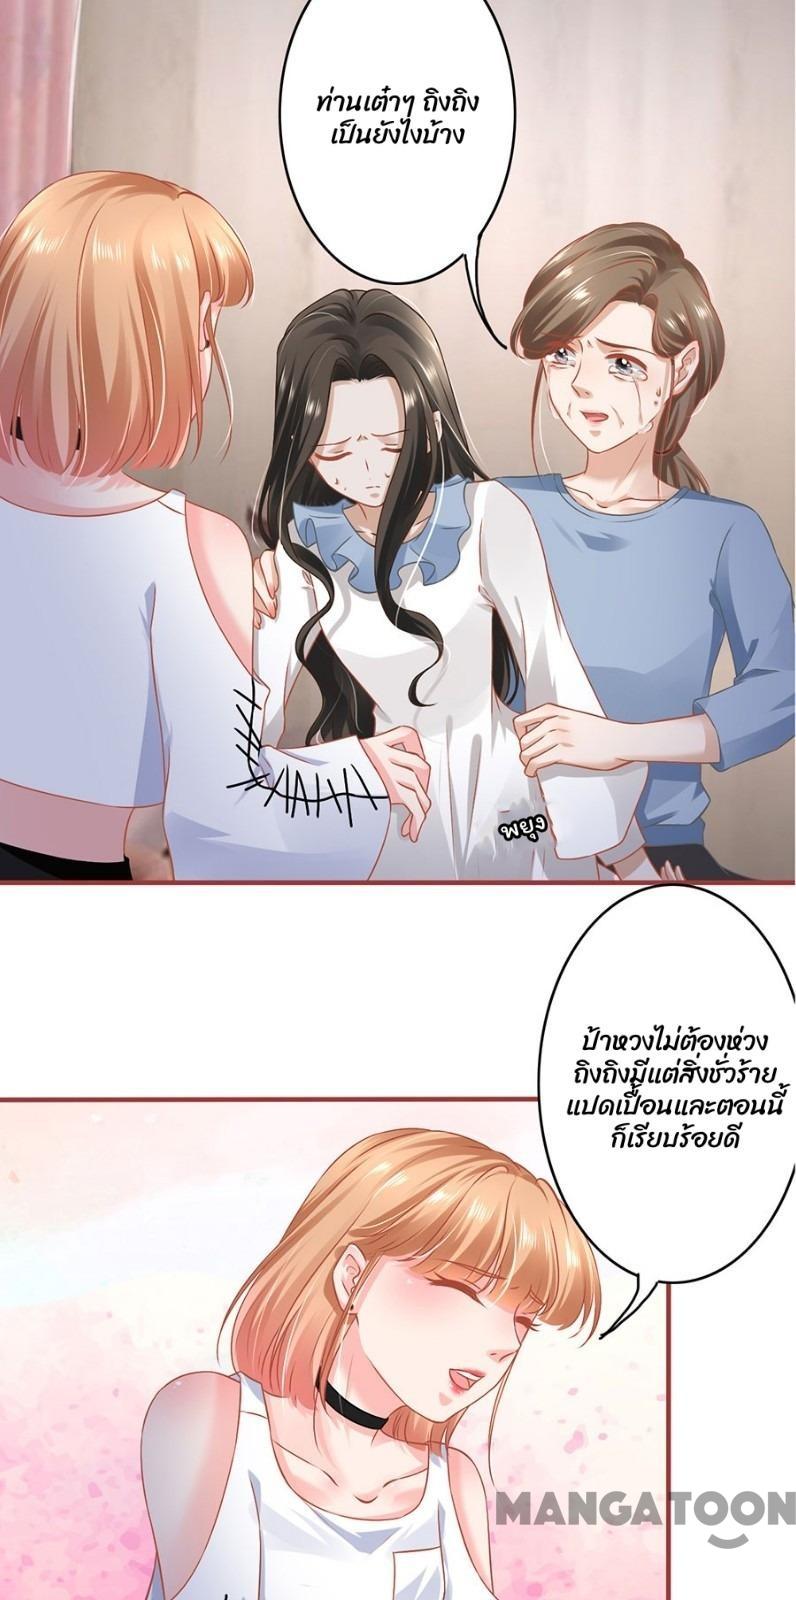 ท่านเต๋าๆ ถิงถิง
เป็นยังไงบ้าง
พยุง
ป้าหวงไม่ต้องห่วง
ถิงถิงมีแต่สิ่งชั่วร้าย
แปดเปื้อนและตอนนี้
ก็เรียบร้อยดี
MANGATOON